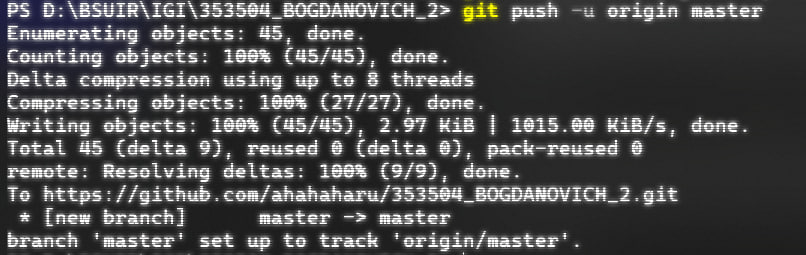 PS D:\BSUIR\IGI\353504_BOGDANOVICH_2> git push -u origin master
Enumerating objects: 45, done.
Counting objects: 100% (45/45), done.
Delta compression using up to 8 threads
Compressing objects: 100% (27/27), done.
Writing objects: 100% (45/45), 2.97 KiB | 1015.00 KiB/s, done.
Total 45 (delta 9), reused 0 (delta 0), pack-reused 0
remote: Resolving deltas: 100% (9/9), done.
To https://github.com/ahahaharu/353504_BOGDANOVICH_2.git
 * [new branch]      master -> master
branch 'master' set up to track 'origin/master'.